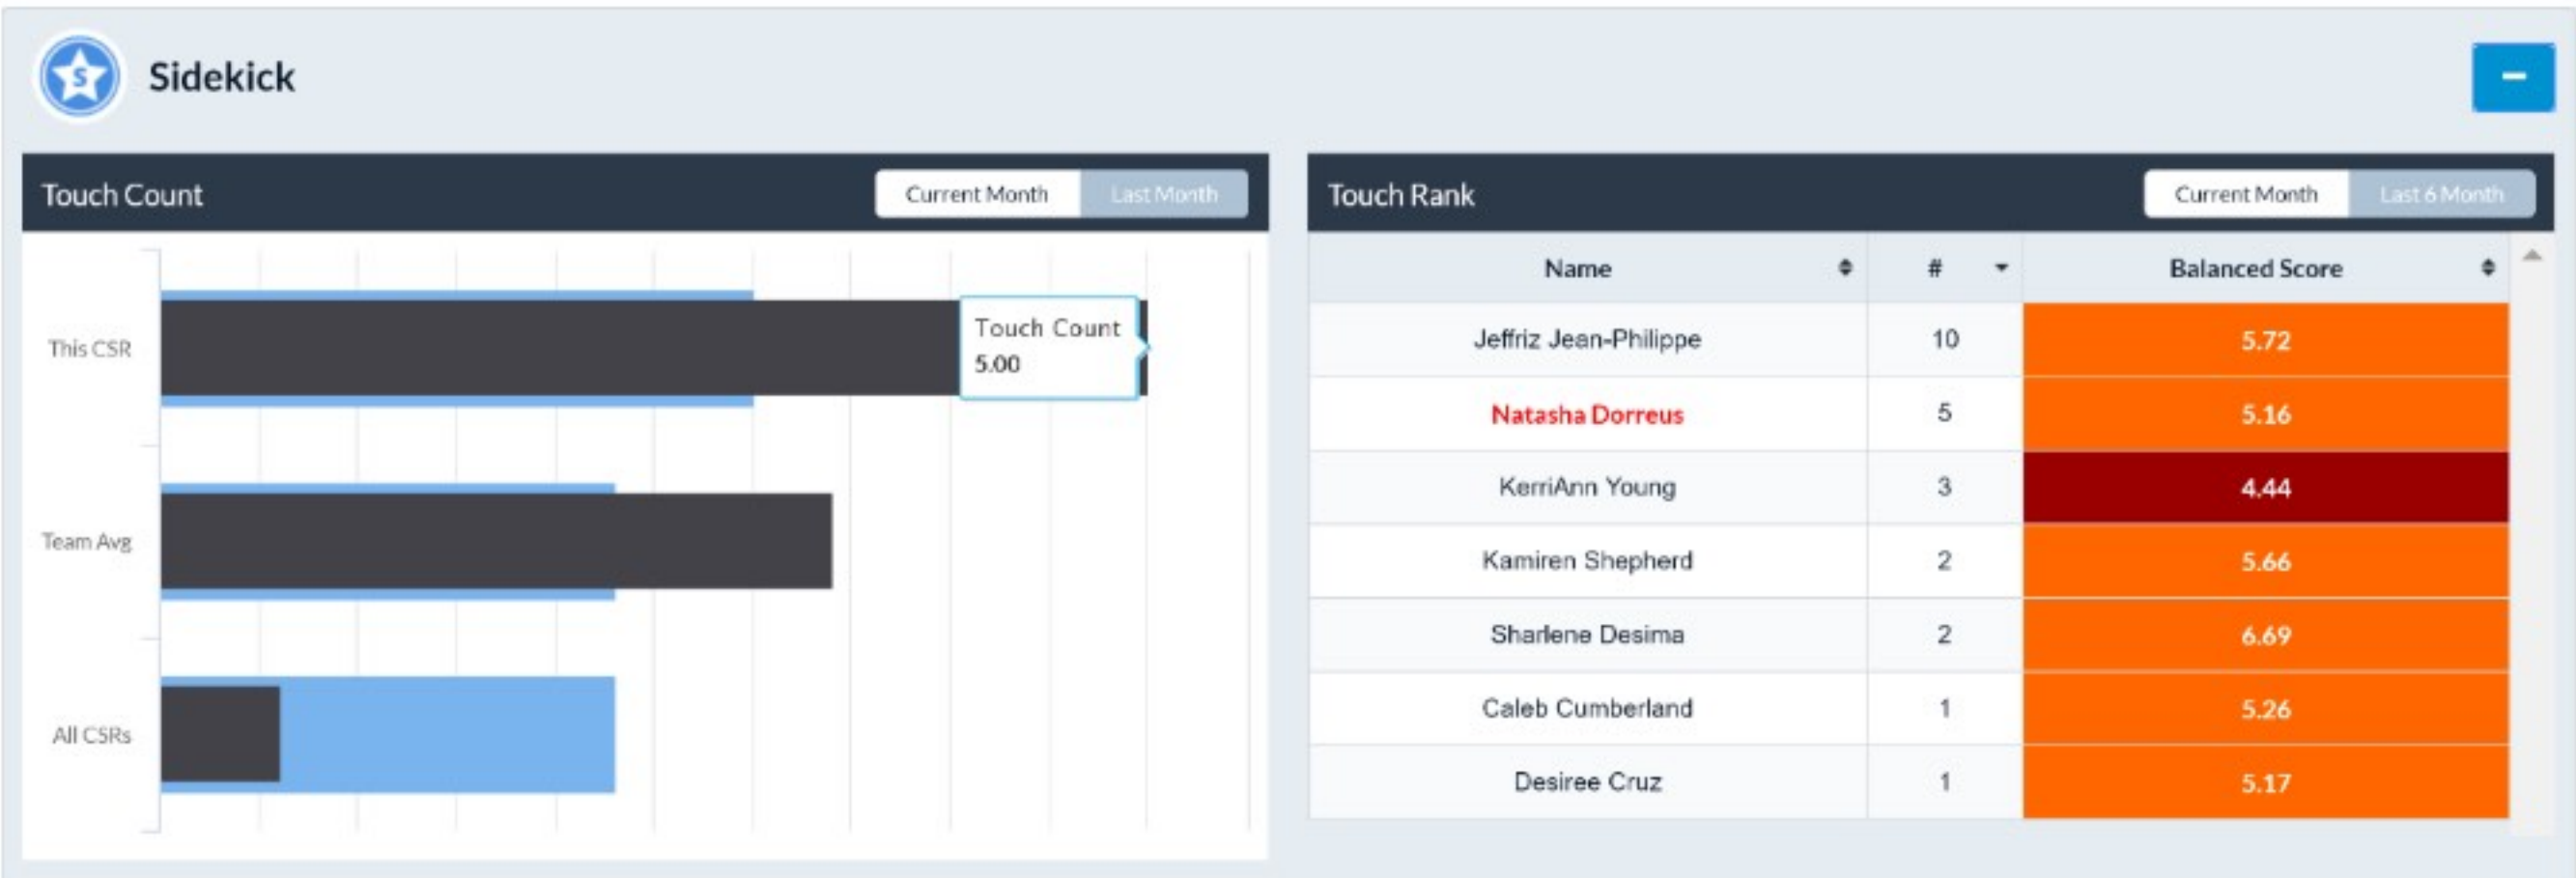 S
Sidekick
Touch Count
Current Month
Last Month
This CSR
Touch Count
5.00
Team Avg
All CSRs
Touch Rank
Current Month
Last 6 Month
Name # Balanced Score
Jeffriz Jean-Philippe 10 5.72
Natasha Dorreus 5 5.16
KerriAnn Young 3 4.44
Kamiren Shepherd 2 5.66
Sharlene Desima 2 6.69
Caleb Cumberland 1 5.26
Desiree Cruz 1 5.17